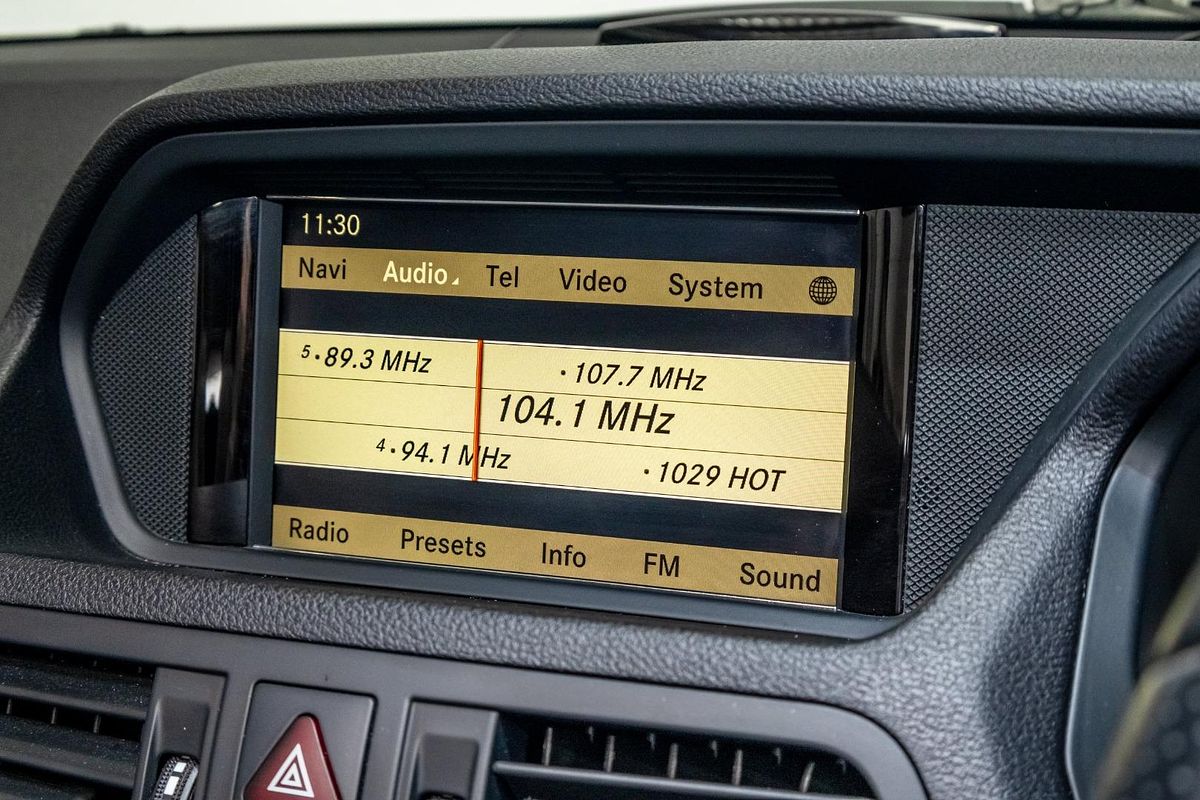 11:30
Navi Audio Tel Video System
5·89.3 MHz ·107.7 MHz
104.1 MHz
4·94.1 MHz ·1029 HOT
Radio Presets Info FM Sound